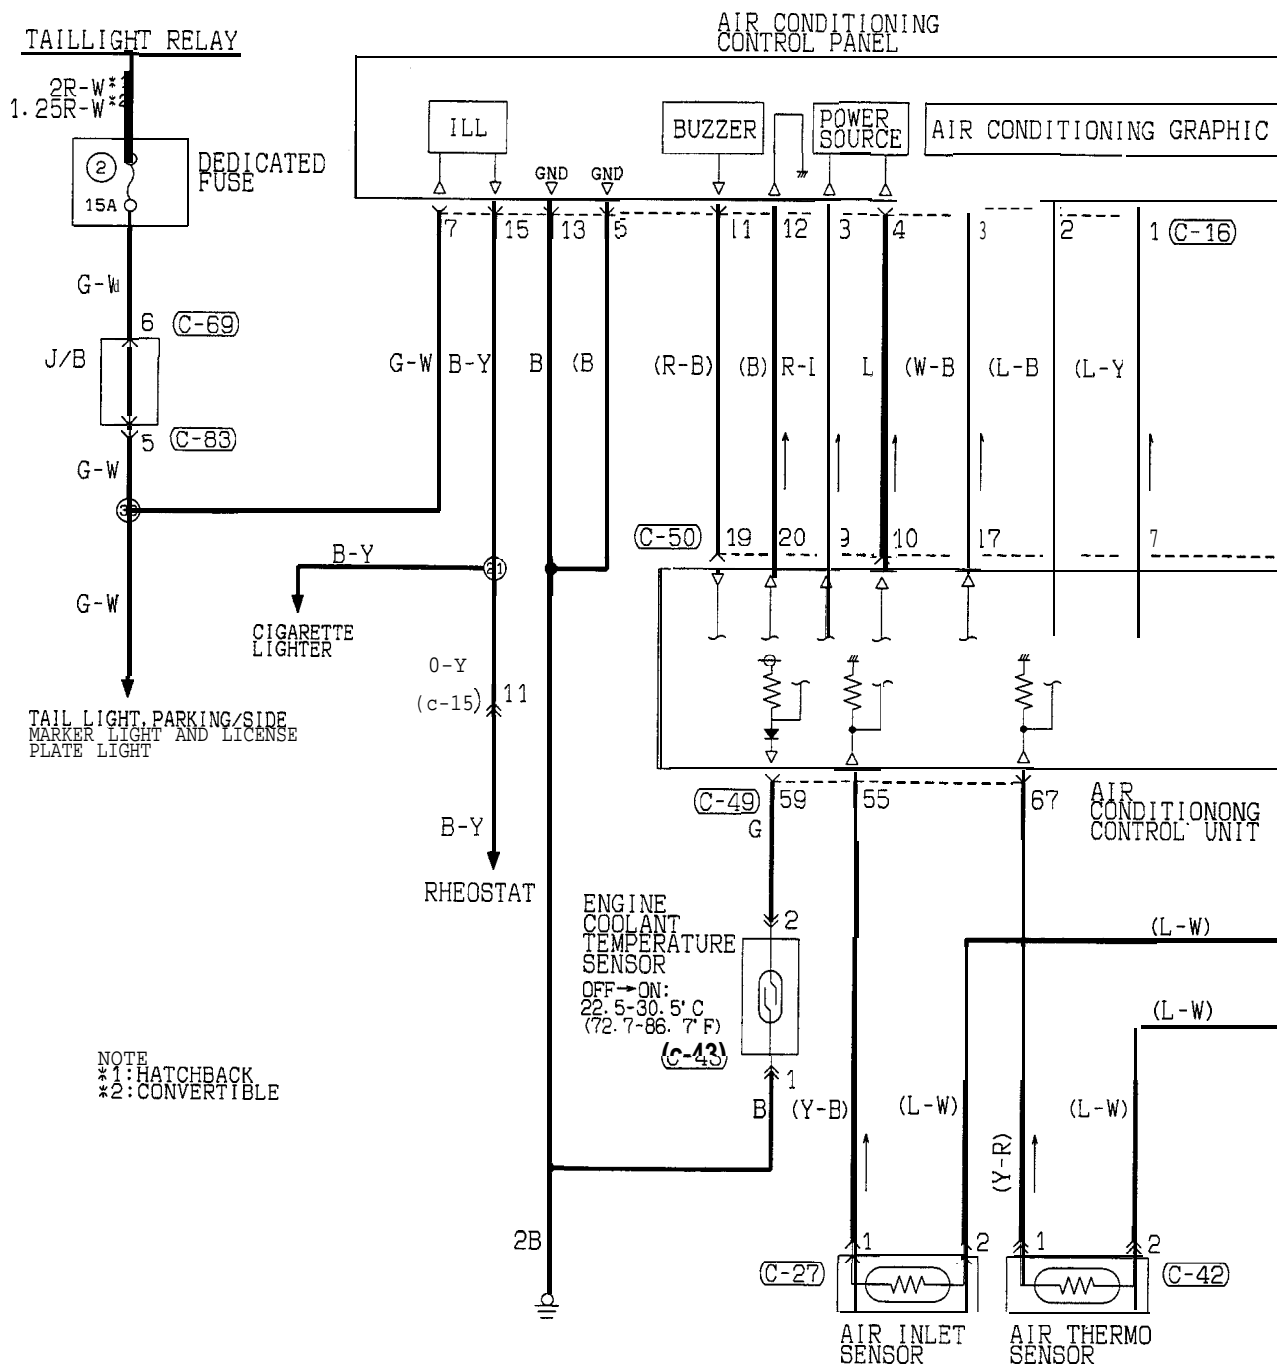 AIR CONDITIONING
CONTROL PANEL
TAILLIGHT RELAY
2R-W*1
1.25R-W*2
ILL
BUZZER
POWER
SOURCE
AIR CONDITIONING GRAPHIC
2
15A
DEDICATED
FUSE
GND GND
7 15 13 5 11 12 3 4 3 2 1 C-16
G-W
6 C-69
J/B
G-W B-Y B (B (R-B) (B) R-L L (W-B (L-B (L-Y
5 C-83
G-W
30
C-50 19 20 9 10 17 7
B-Y
21
G-W
CIGARETTE
LIGHTER
0-Y
(c-15) 11
TAIL LIGHT, PARKING/SIDE
MARKER LIGHT AND LICENSE
PLATE LIGHT
C-49 59 55 67
AIR
CONDITIONONG
CONTROL UNIT
B-Y
G
RHEOSTAT
ENGINE
COOLANT
TEMPERATURE
SENSOR
OFF→ON:
22.5-30.5'C
(72.7-86.7'F)
(c-43)
2
(L-W)
(L-W)
NOTE
*1:HATCHBACK
*2:CONVERTIBLE
1
B (Y-B) (L-W) (L-W)
(Y-R)
2B
1 2 1 2
C-27 C-42
AIR INLET
SENSOR
AIR THERMO
SENSOR